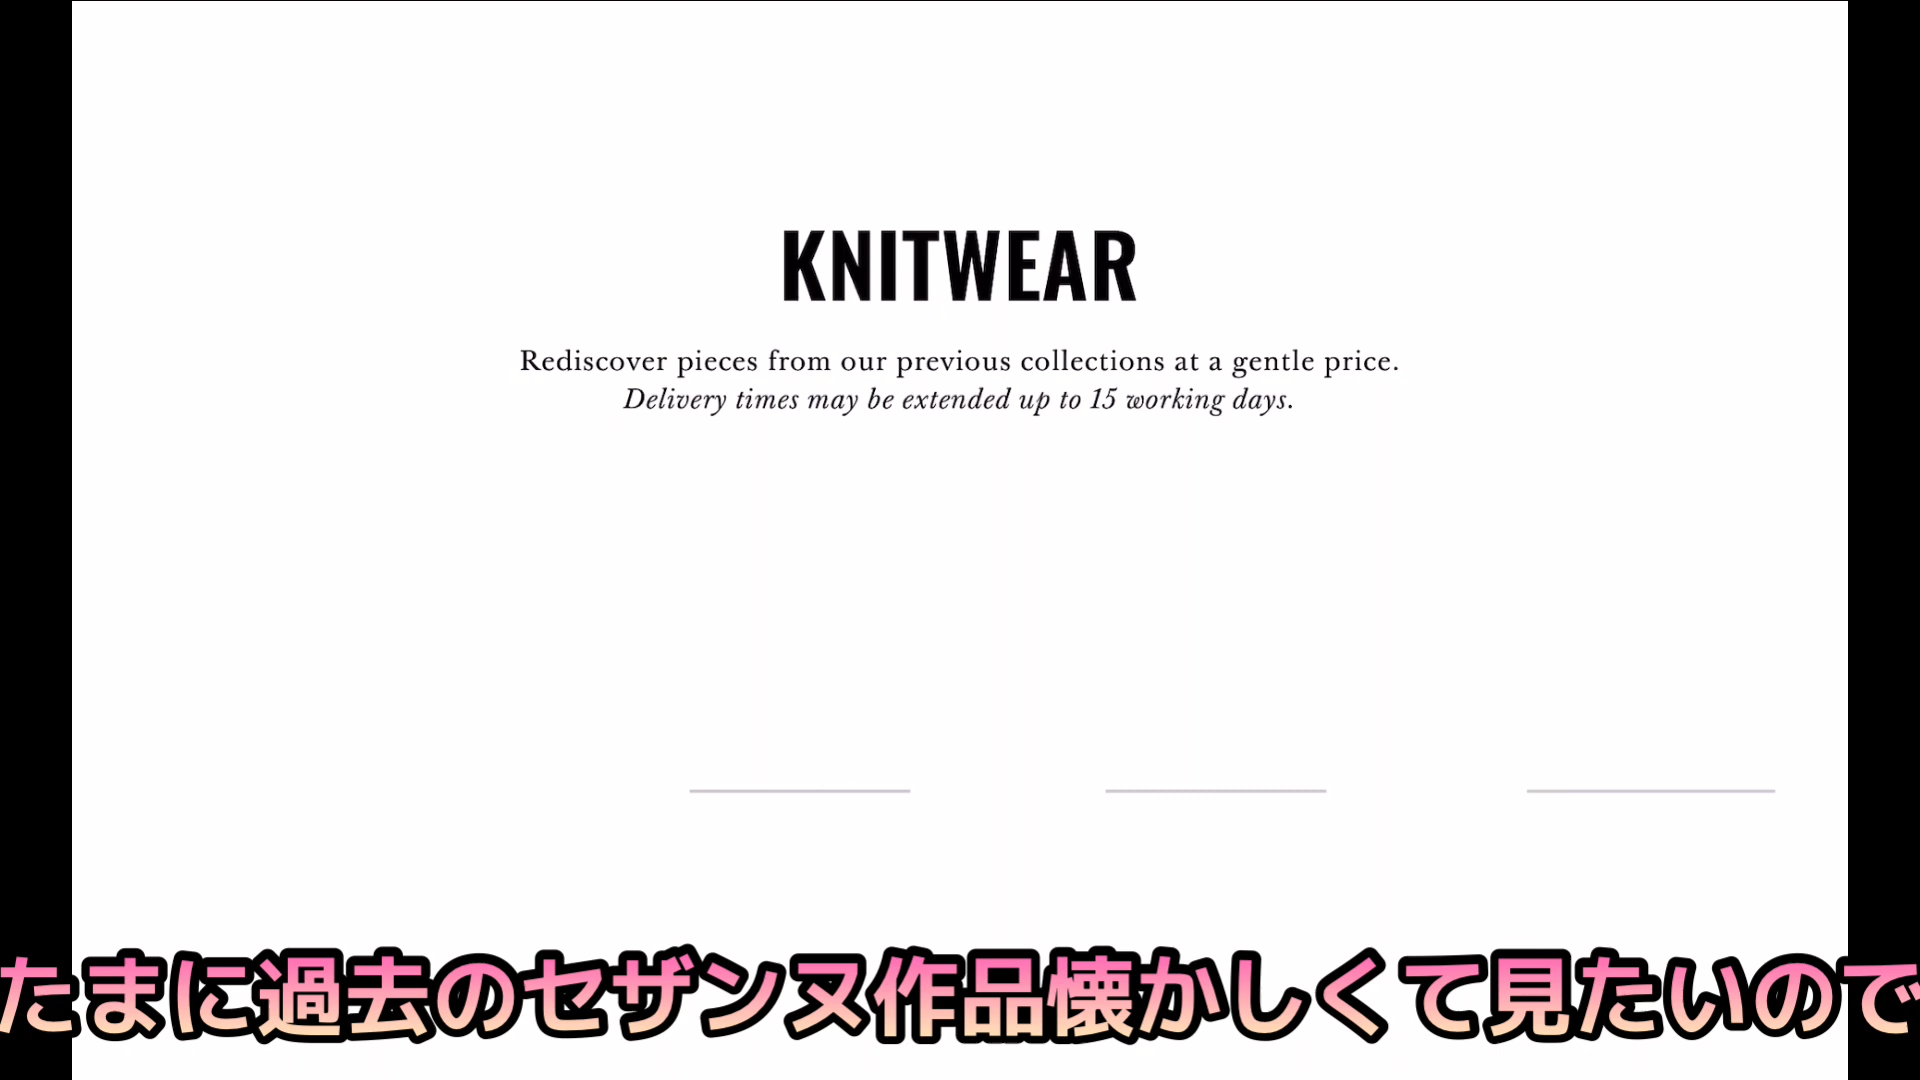 KNITWEAR
Rediscover pieces from our previous collections at a gentle price.
Delivery times may be extended up to 15 working days.
たまに過去のセザンヌ作品懐かしくて見たいので